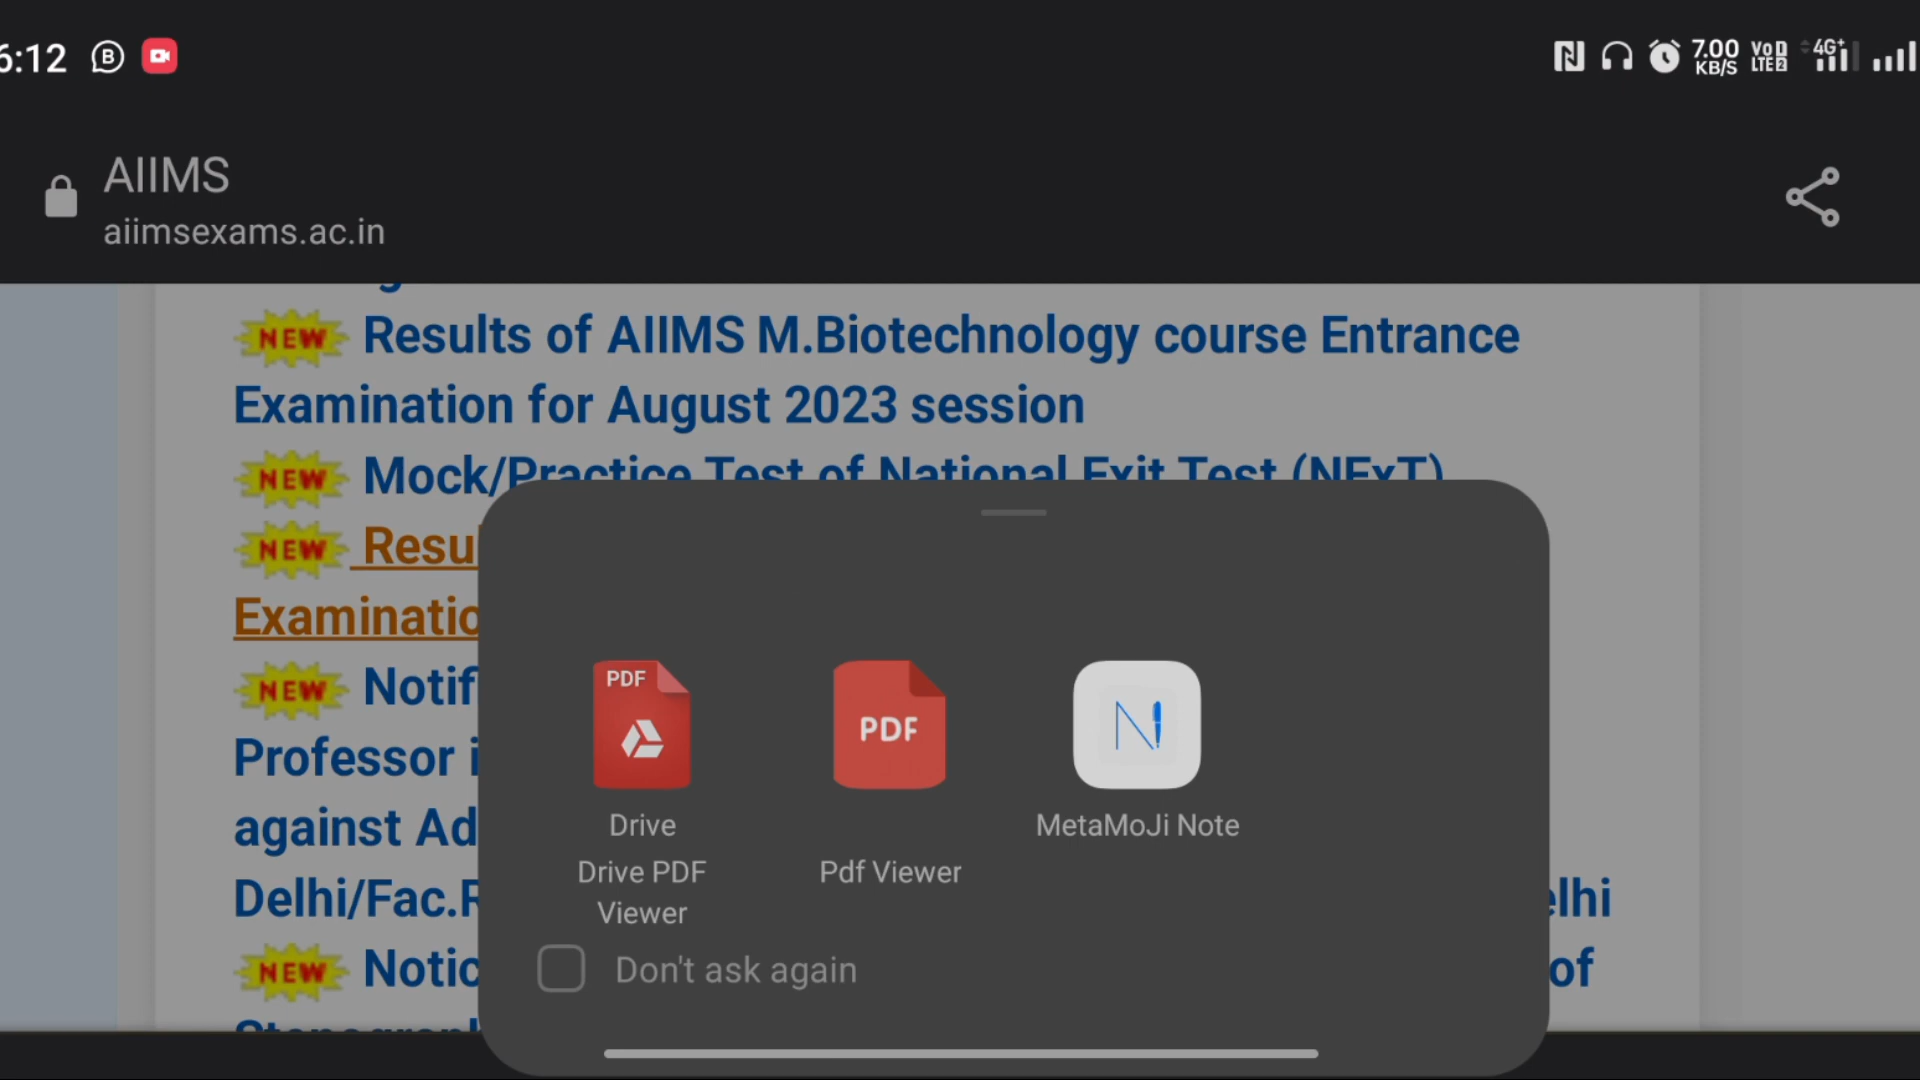 6:12 B 7.00 KB/S VoD LTE2 4G+
AIIMS
aiimsexams.ac.in
NEW Results of AIIMS M.Biotechnology course Entrance
Examination for August 2023 session
NEW Mock/Practice Test of National Exit Test (NExT)
NEW Resu
Examinatio
NEW Notif
Professor i
against Ad
Delhi/Fac.R elhi
NEW Notic of
PDF
PDF
Drive
MetaMoJi Note
Drive PDF
Viewer
Pdf Viewer
Don't ask again